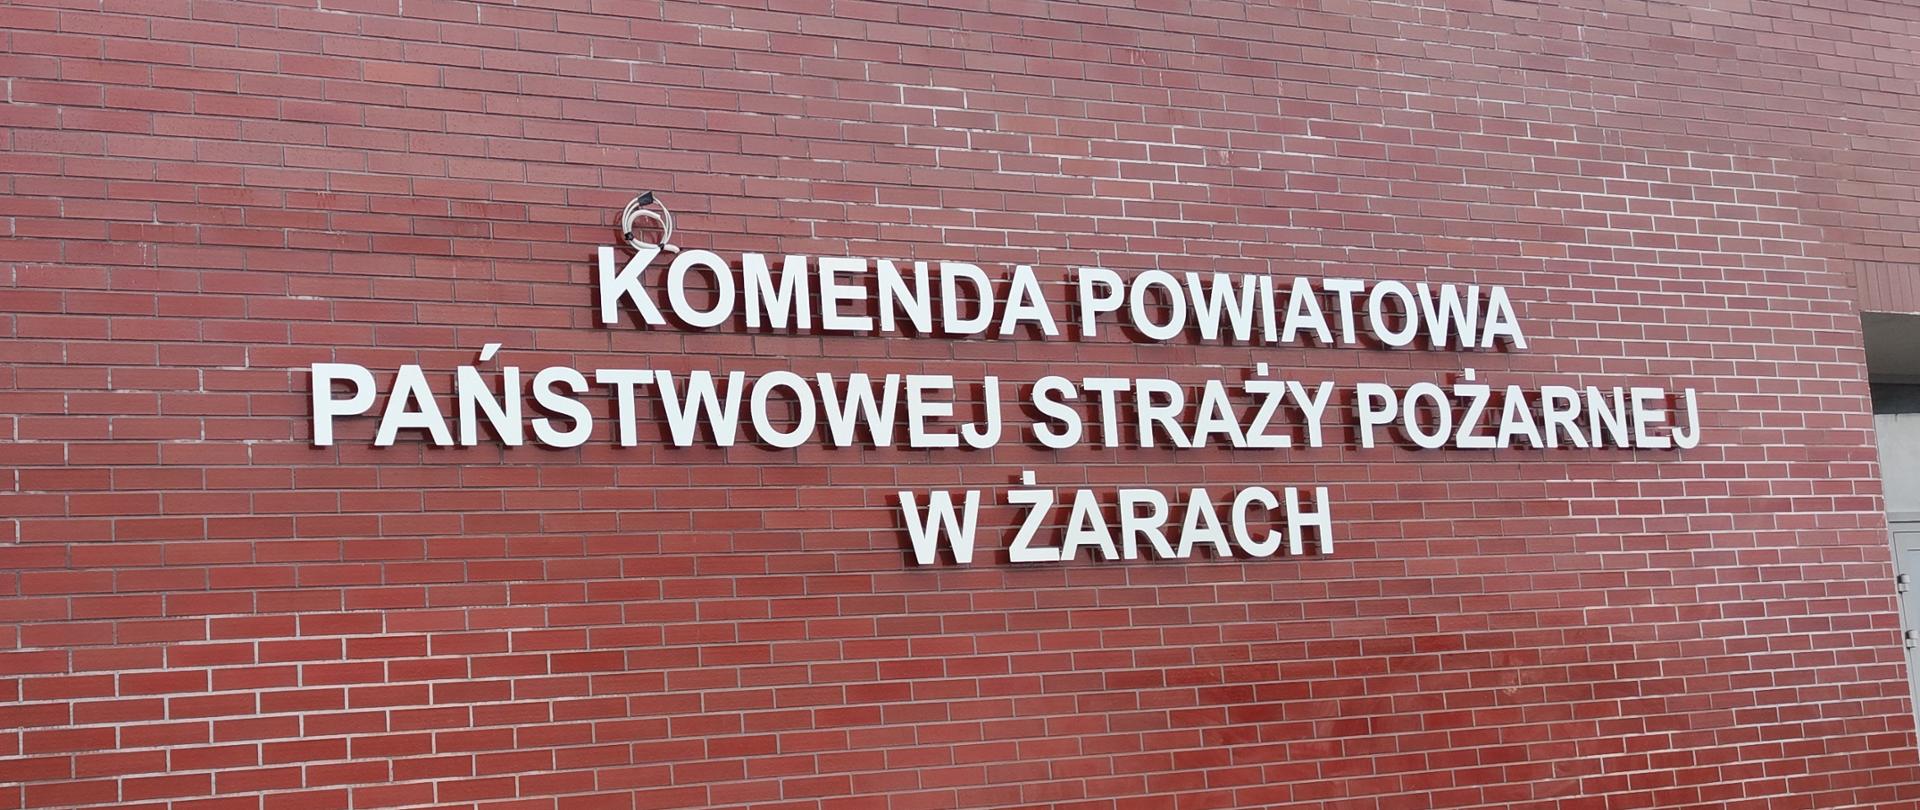 KOMENDA POWIATOWA
PAŃSTWOWEJ STRAŻY POŻARNEJ
W ŻARACH